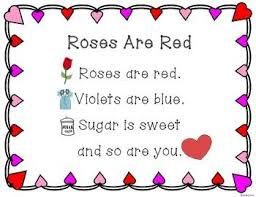 Roses Are Red
Roses are red.
Violets are blue.
Sugar is sweet
and so are you.